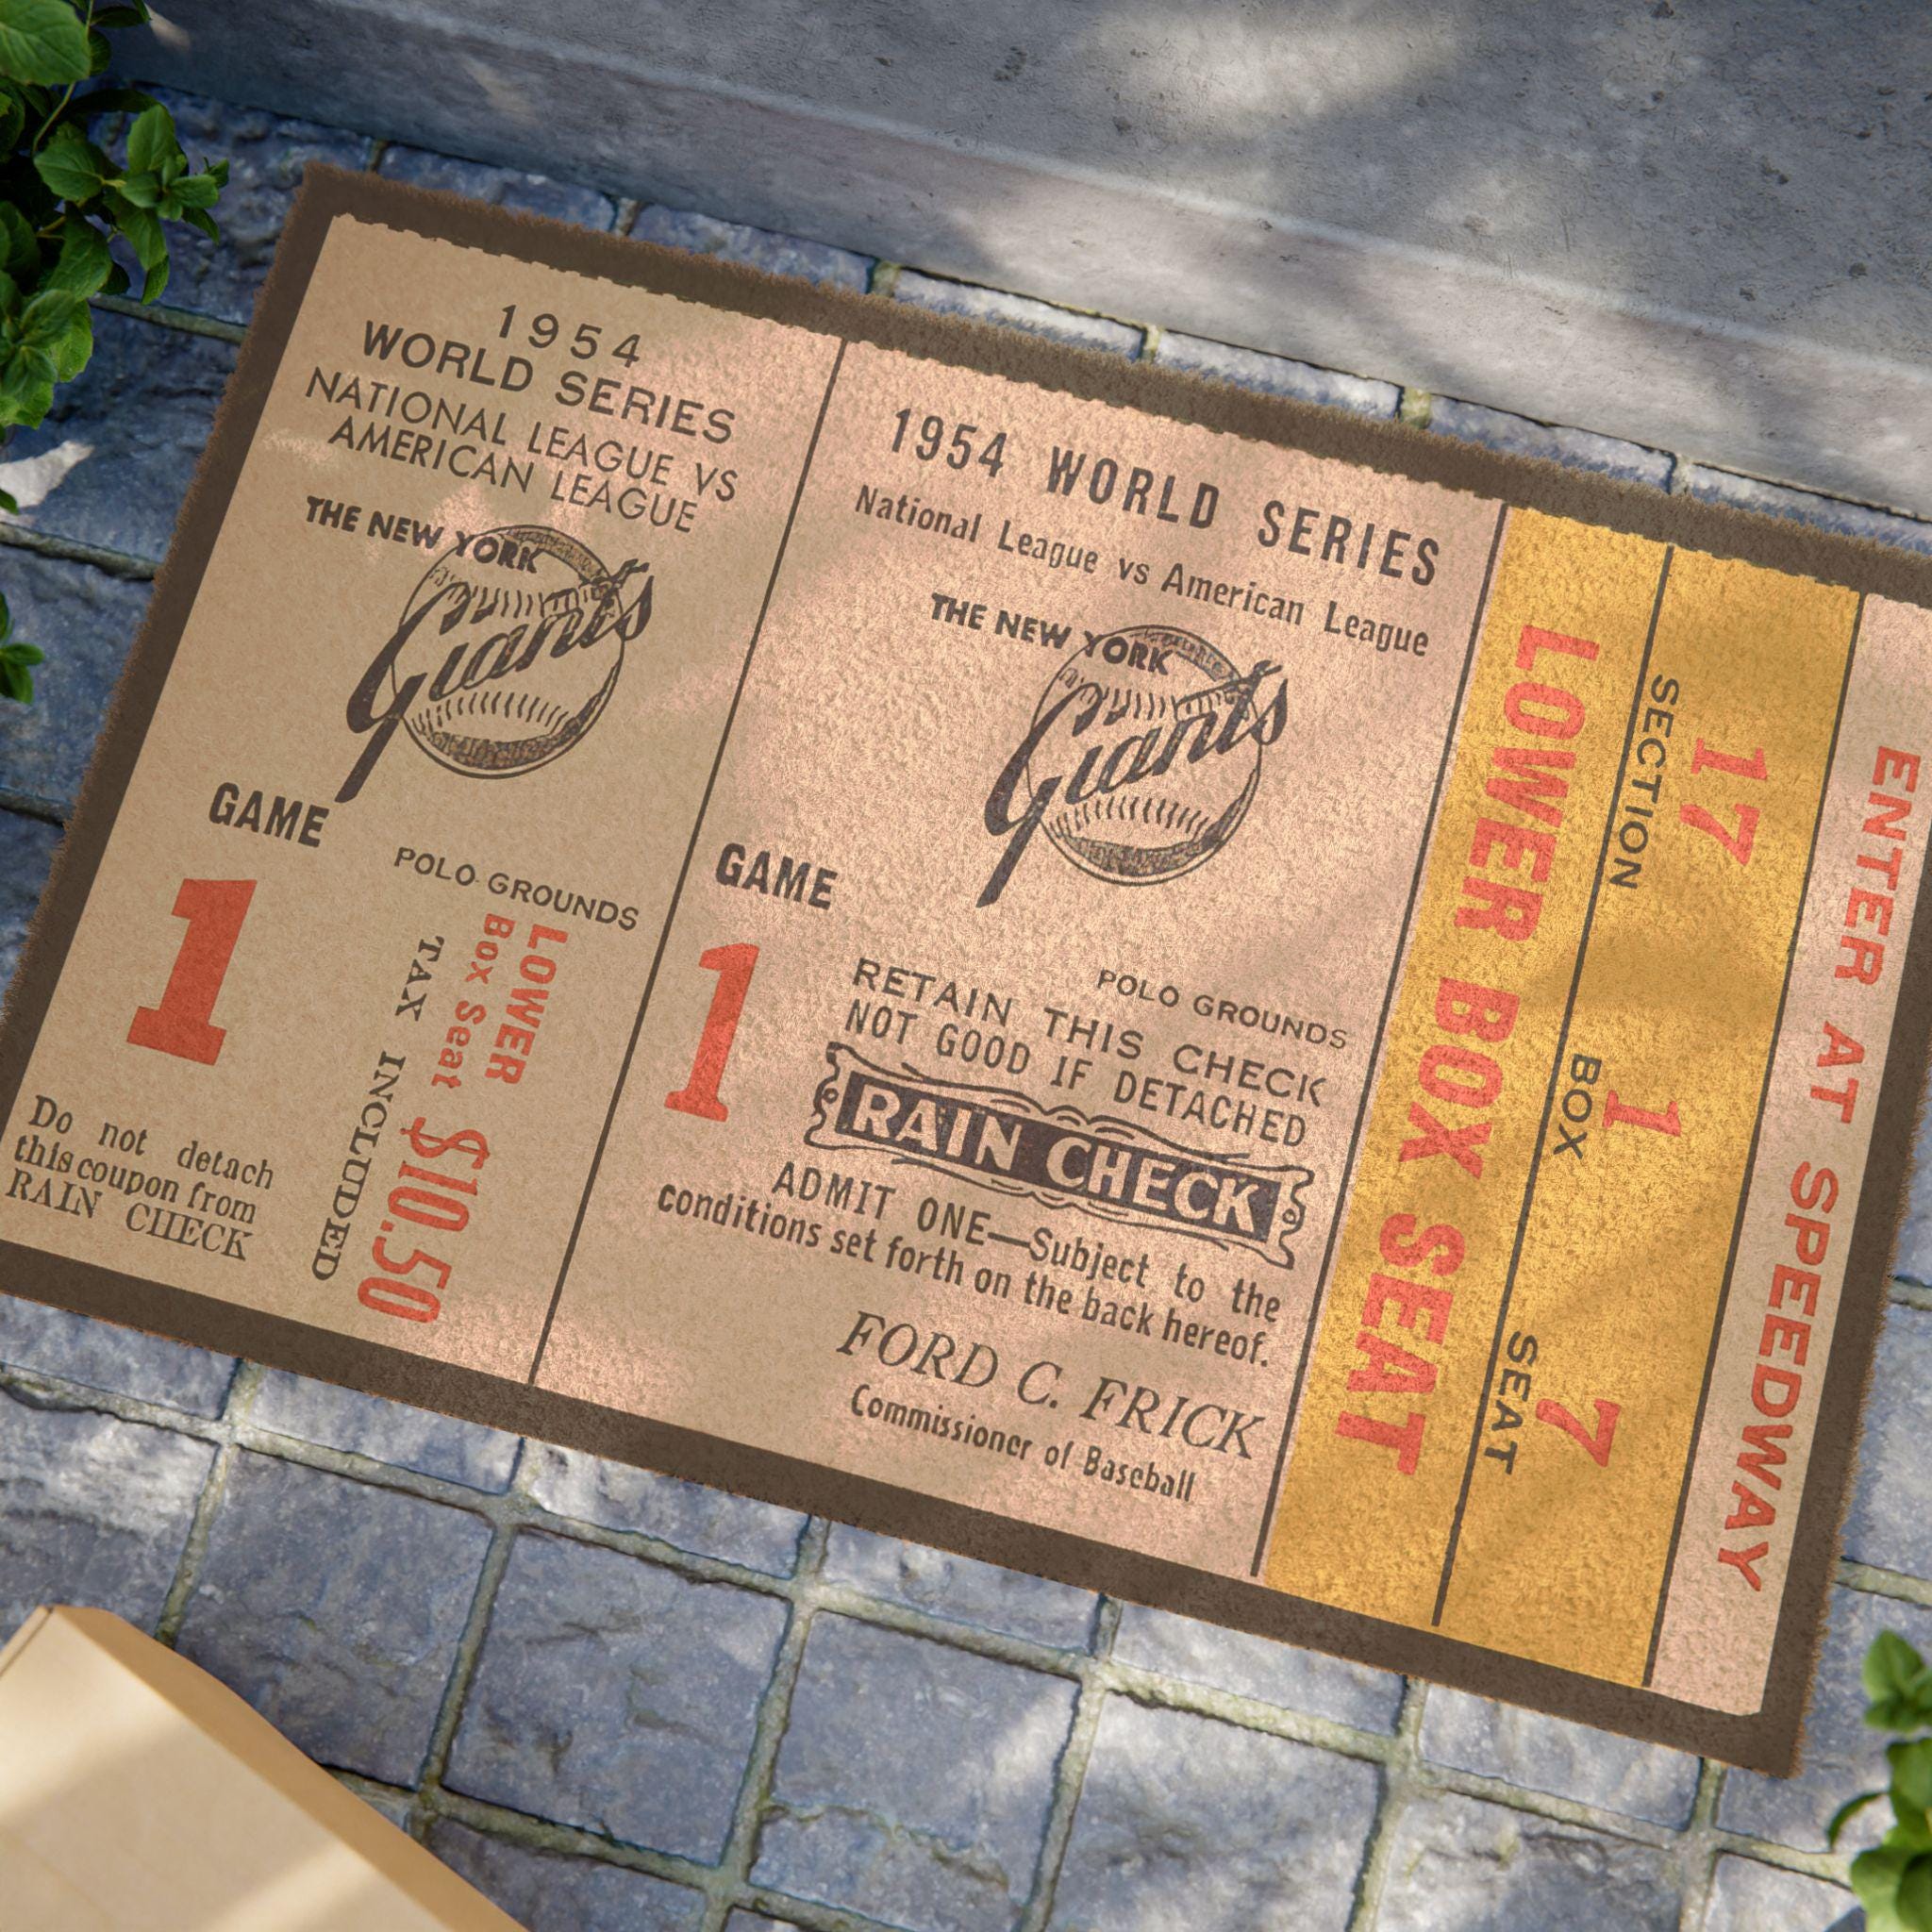 1954
WORLD SERIES
NATIONAL LEAGUE VS
AMERICAN LEAGUE
THE NEW YORK
Giants
GAME
1
POLO GROUNDS
LOWER
Box Seat $10.50
TAX INCLUDED
Do not detach
this coupon from
RAIN CHECK
1954 WORLD SERIES
National League vs American League
THE NEW YORK
Giants
GAME
1
POLO GROUNDS
RETAIN THIS CHECK
NOT GOOD IF DETACHED
RAIN CHECK
ADMIT ONE—Subject to the
conditions set forth on the back hereof.
FORD C. FRICK
Commissioner of Baseball
LOWER BOX SEAT
SECTION 17
BOX 1
SEAT 7
ENTER AT SPEEDWAY